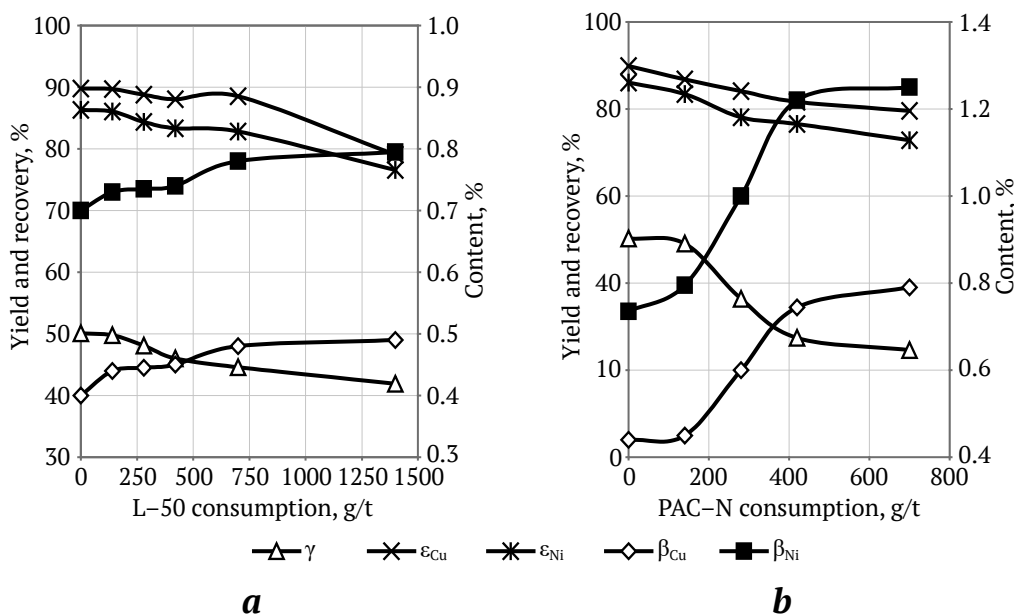 100
90
80
70
60
50
40
30
1.0
0.9
0.8
0.7
0.6
0.5
0.4
0.3
0 250 500 750 1000 1250 1500
Yield and recovery, %
Content, %
L–50 consumption, g/t
100
80
60
40
10
0
1.4
1.2
1.0
0.8
0.6
0.4
0 200 400 600 800
Yield and recovery, %
Content, %
PAC–N consumption, g/t
γ εCu εNi βCu βNi
a b